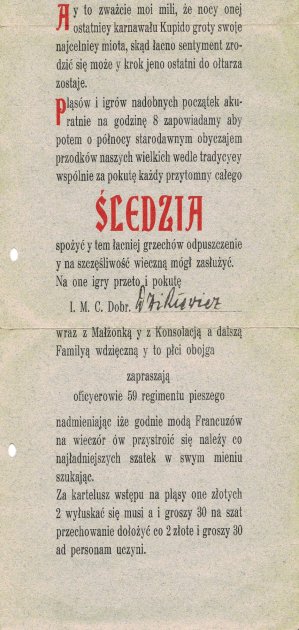 Ay to zważcie moi mili, że nocy onej
ostatniey karnawału Kupido groty swoje
najcelniey miota, skąd łacno sentyment zro-
dzić się może y krok jeno ostatni do ołtarza
zostaje.
Pląsów i igrów nadobnych początek aku-
ratnie na godzinę 8 zapowiadamy aby
potem o północy starodawnym obyczajem
przodków naszych wielkich wedle tradycyey
wspólnie za pokutę każdy przytomny całego
ŚLEDZIA
spożyć y tem łacniej grzechów odpuszczenie
y na szczęśliwość wieczną mógł zasłużyć.
Na one igry przeto i pokutę
I. M. C. Dobr.
wraz z Małżonką y z Konsolacją a dalszą
Familyą wdzięczną y to płci obojga
zapraszają
oficyerowie 59 regimentu pieszego
nadmieniając iże godnie modą Francuzów
na wieczór ów przystroić się należy co
najładniejszych szatek w swym mieniu
szukając.
Za kartelusz wstępu na pląsy one złotych
2 wyłuskać się musi a i groszy 30 na szat
przechowanie dołożyć co 2 złote i groszy 30
ad personam uczyni.